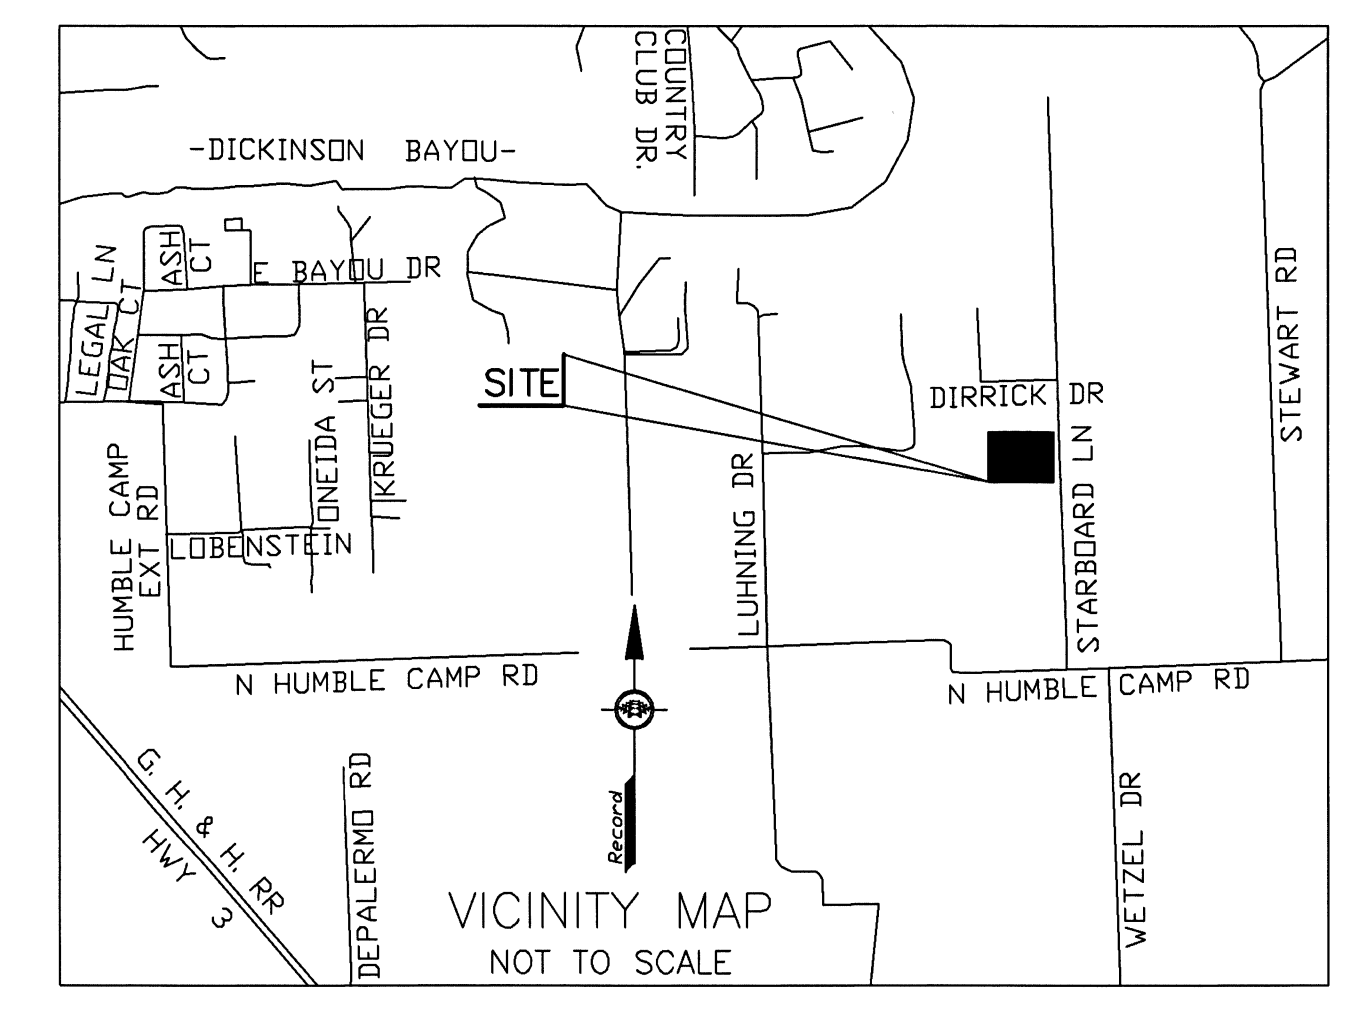 COUNTRY
CLUB DR.
-DICKINSON BAYOU-
ASH
CT
LEGAL LN
OAK CT
E BAYOU DR
STEWART RD
ASH
CT
ONEIDA ST
KRUEGER DR
SITE
DIRRICK DR
HUMBLE CAMP
EXT RD
LOBENSTEIN
LUHNING DR
STARBOARD LN
N HUMBLE CAMP RD
N HUMBLE CAMP RD
G. H. & H. RR
HWY 3
DEPALERMO RD
Record
WETZEL DR
VICINITY MAP
NOT TO SCALE